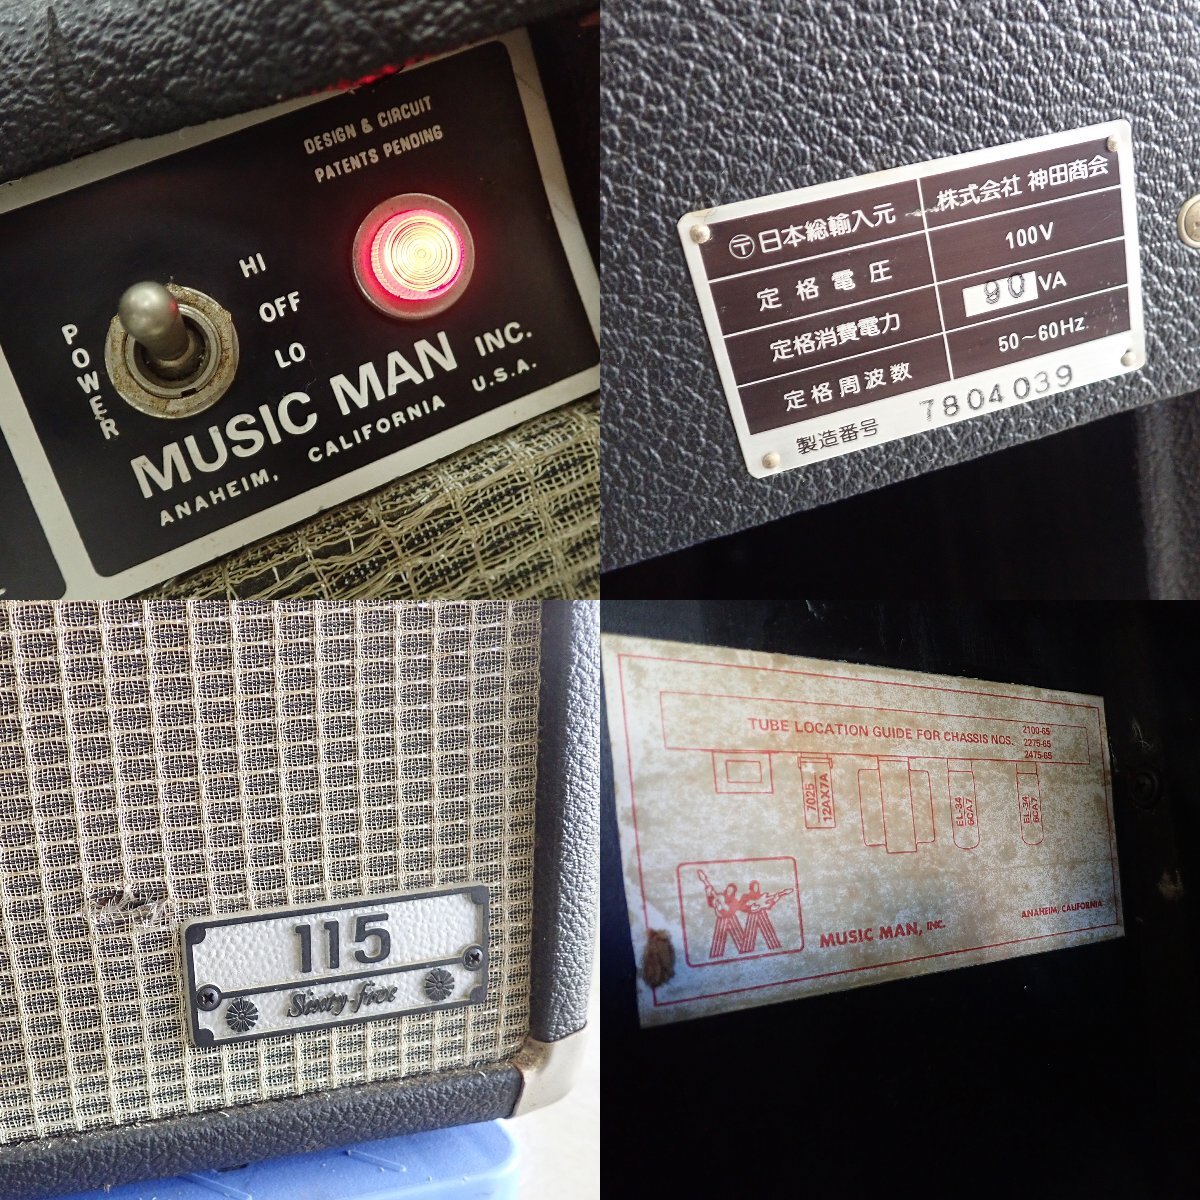 DESIGN & CIRCUIT
PATENTS PENDING
POWER
HI
OFF
LO
MUSIC MAN INC.
ANAHEIM, CALIFORNIA U.S.A.
〒日本総輸入元 株式会社 神田商会
定格電圧 100V
定格消費電力 90 VA
定格周波数 50～60Hz
製造番号 7804039
115
Sixty-five
TUBE LOCATION GUIDE FOR CHASSIS NOS. 2100-65
2275-65
2475-65
7025
12AX7A
EL-34
6CA7
EL-34
6CA7
MUSIC MAN, INC.
ANAHEIM, CALIFORNIA